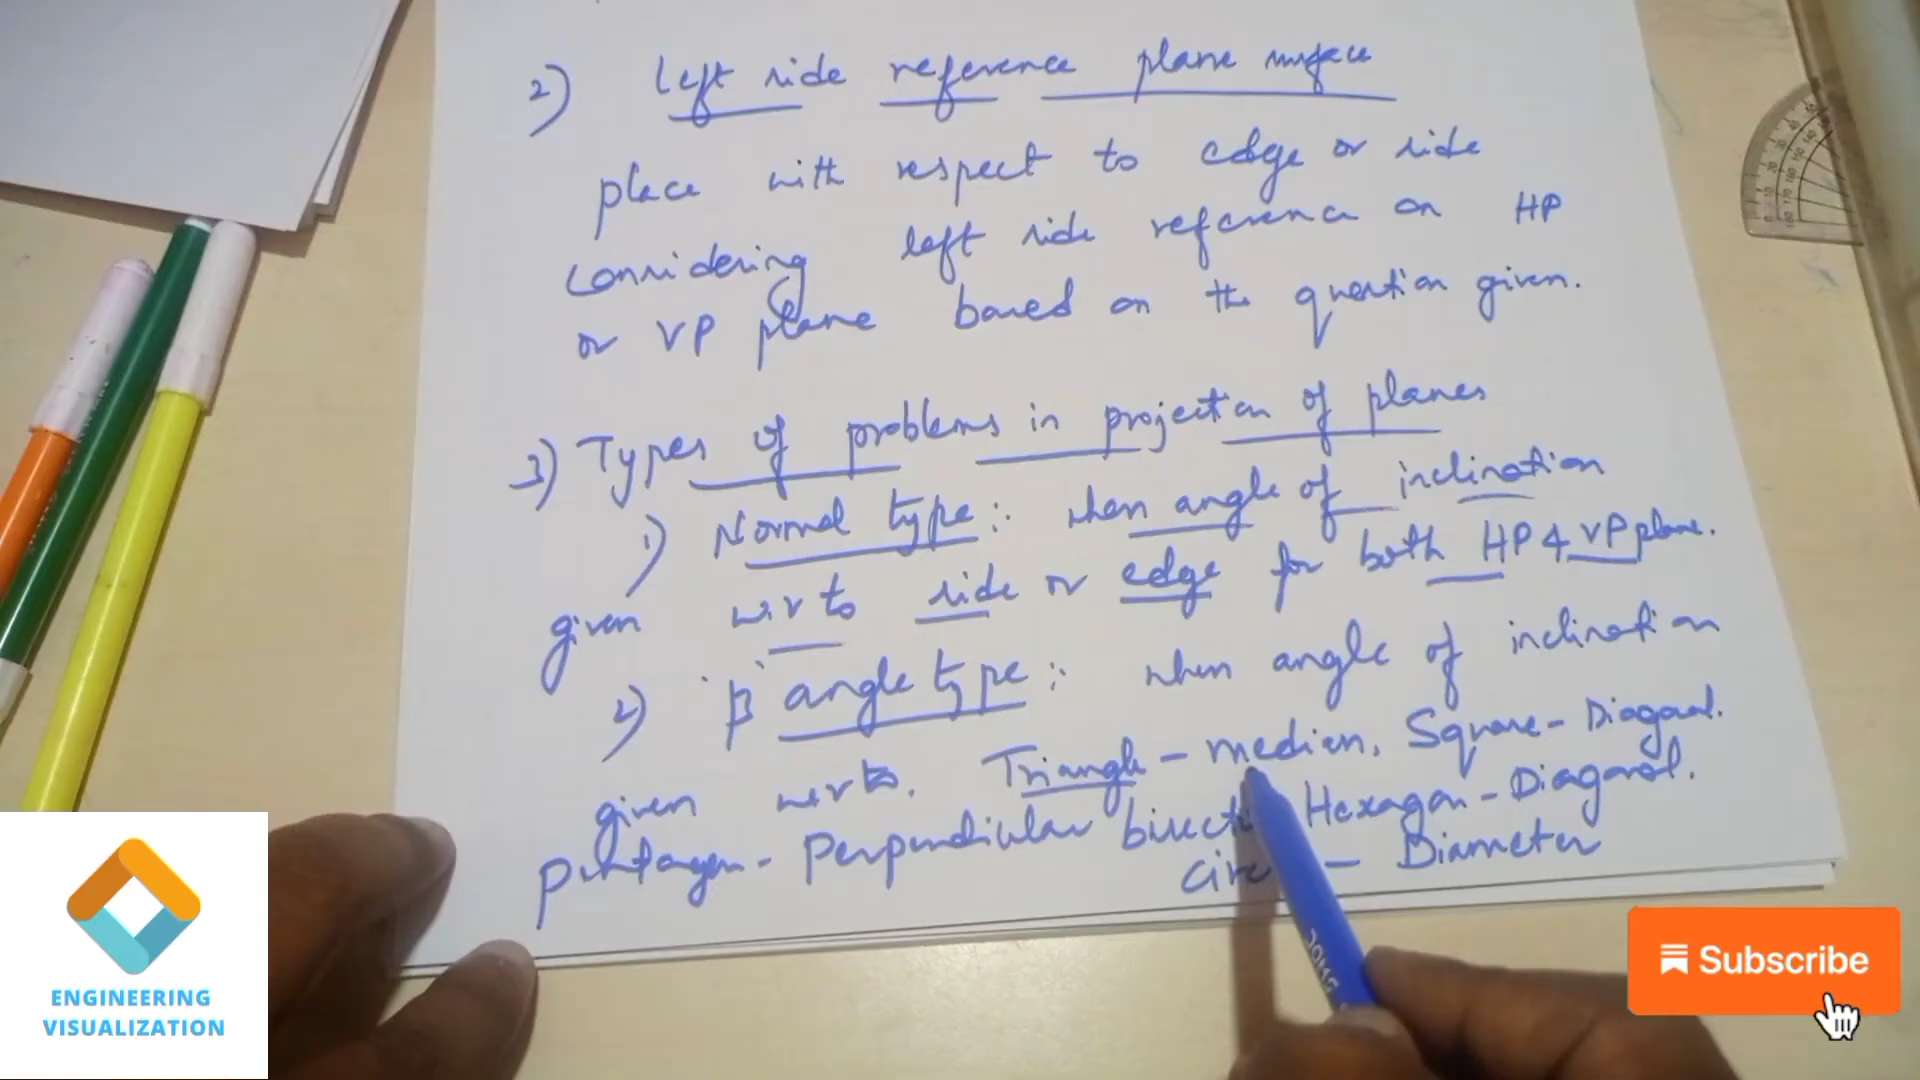 2) Left side reference plane surface
place with respect to edge or side
considering left side reference on HP
or VP plane based on the question given.
3) Types of problems in projection of planes
1) Normal type :- when angle of inclination
given w.r.to side or edge for both HP & VP plane.
2) 'β' angle type :- when angle of inclination
given w.r.to. Triangle - median, Square - Diagonal.
Pentagon - Perpendicular Hexagon - Diagonal.
- Diameter
ENGINEERING
VISUALIZATION
Subscribe